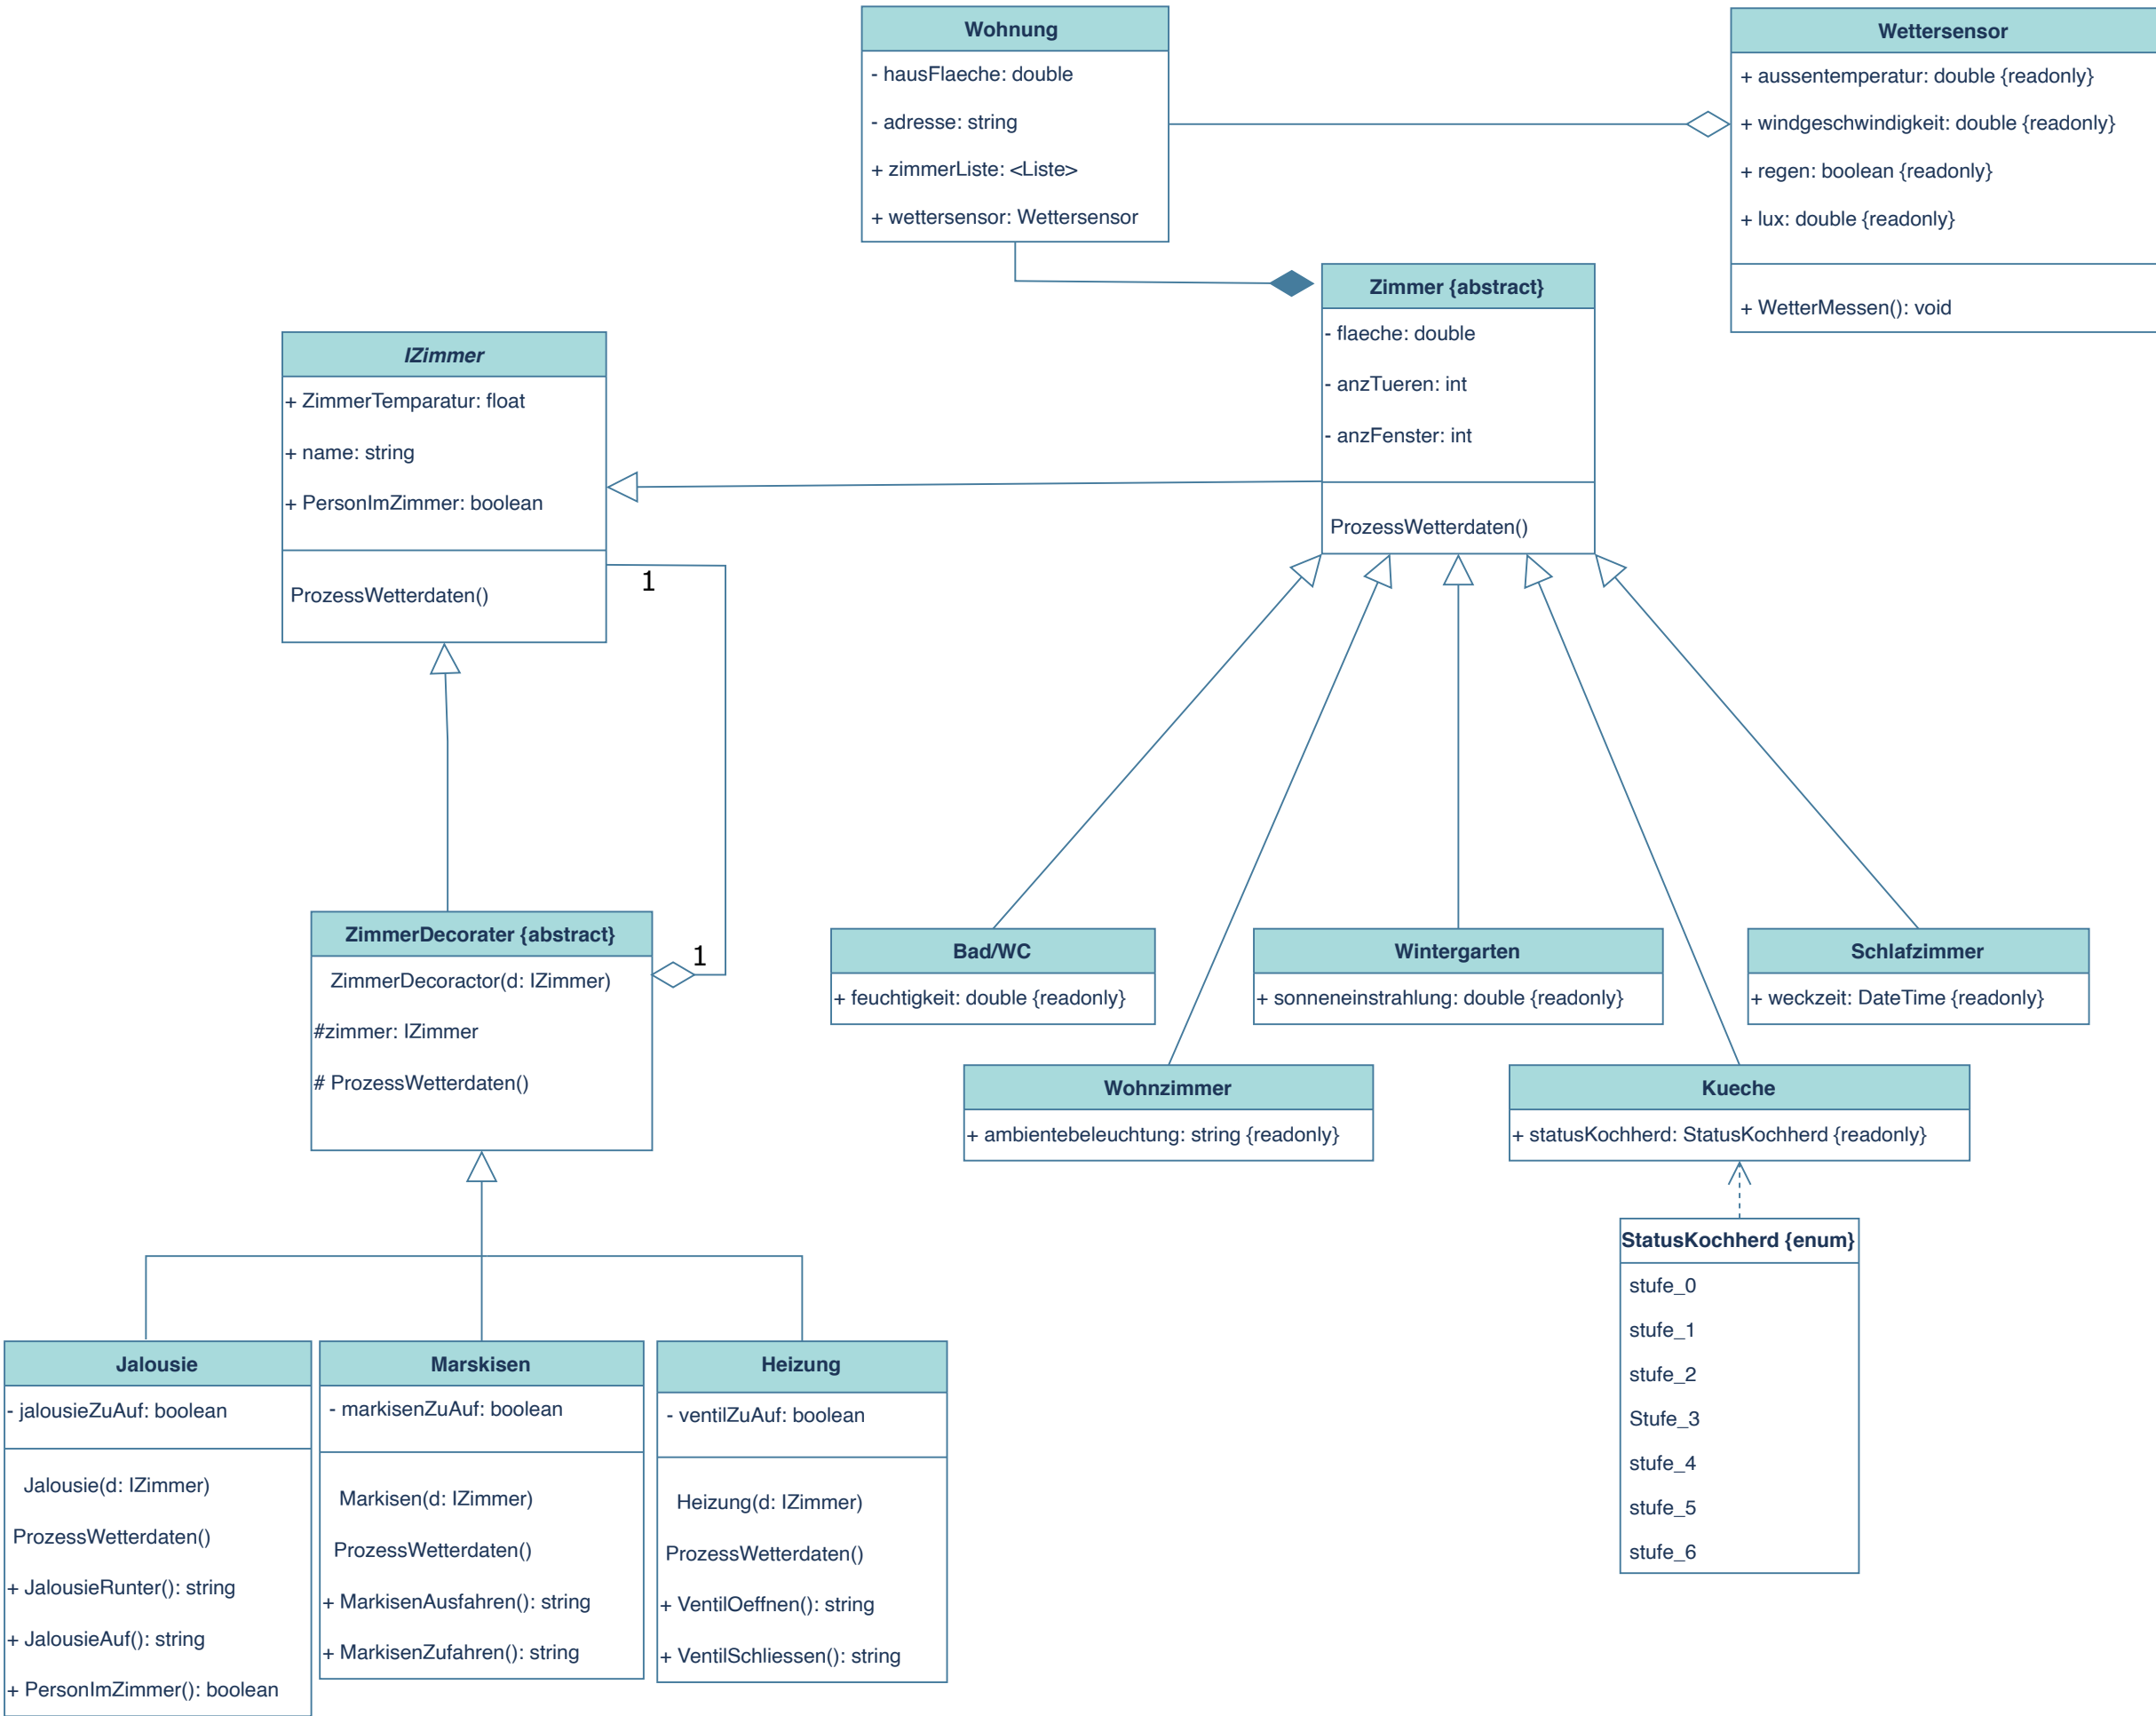 Wohnung
- hausFlaeche: double
- adresse: string
+ zimmerListe: <Liste>
+ wettersensor: Wettersensor
Wettersensor
+ aussentemperatur: double {readonly}
+ windgeschwindigkeit: double {readonly}
+ regen: boolean {readonly}
+ lux: double {readonly}
+ WetterMessen(): void
Zimmer {abstract}
- flaeche: double
- anzTueren: int
- anzFenster: int
ProzessWetterdaten()
IZimmer
+ ZimmerTemparatur: float
+ name: string
+ PersonImZimmer: boolean
ProzessWetterdaten()
1
1
ZimmerDecorater {abstract}
ZimmerDecoractor(d: IZimmer)
#zimmer: IZimmer
# ProzessWetterdaten()
Bad/WC
+ feuchtigkeit: double {readonly}
Wintergarten
+ sonneneinstrahlung: double {readonly}
Schlafzimmer
+ weckzeit: DateTime {readonly}
Wohnzimmer
+ ambientebeleuchtung: string {readonly}
Kueche
+ statusKochherd: StatusKochherd {readonly}
StatusKochherd {enum}
stufe_0
stufe_1
stufe_2
Stufe_3
stufe_4
stufe_5
stufe_6
Jalousie
- jalousieZuAuf: boolean
Jalousie(d: IZimmer)
ProzessWetterdaten()
+ JalousieRunter(): string
+ JalousieAuf(): string
+ PersonImZimmer(): boolean
Marskisen
- markisenZuAuf: boolean
Markisen(d: IZimmer)
ProzessWetterdaten()
+ MarkisenAusfahren(): string
+ MarkisenZufahren(): string
Heizung
- ventilZuAuf: boolean
Heizung(d: IZimmer)
ProzessWetterdaten()
+ VentilOeffnen(): string
+ VentilSchliessen(): string